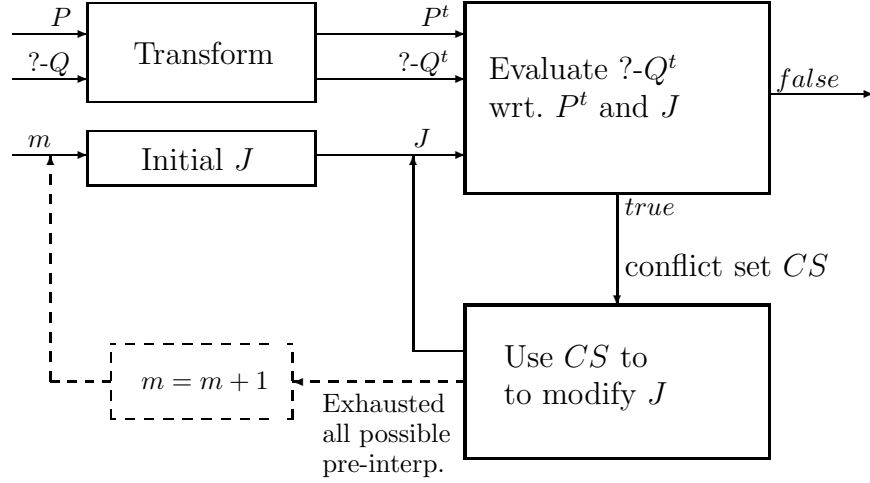 P
P^t
?-Q
Transform
?-Q^t
Evaluate ?-Q^t
wrt. P^t and J
false
m
Initial J
J
true
conflict set CS
Use CS to
to modify J
m = m + 1
Exhausted
all possible
pre-interp.